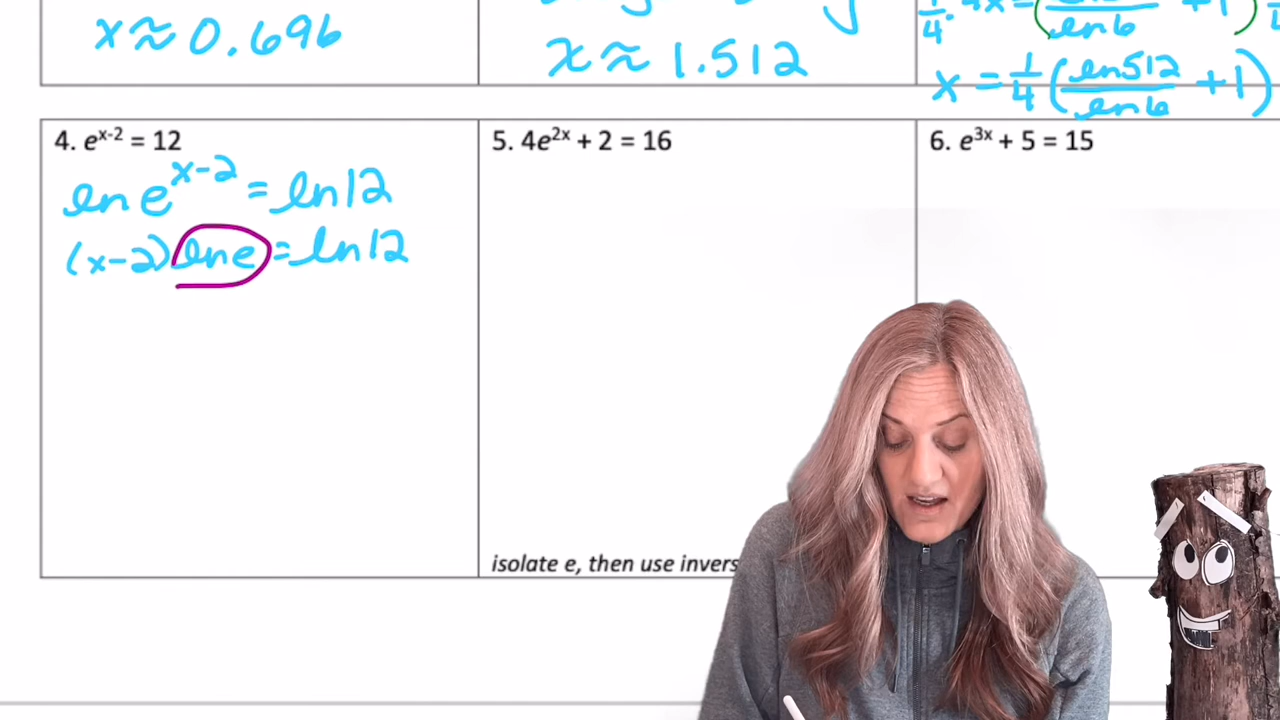 x ≈ 0.696
x ≈ 1.512
x = 1/4 (ln512/ln6 + 1)
4. e^(x-2) = 12
ln e^(x-2) = ln12
(x-2) ln e = ln12
5. 4e^(2x) + 2 = 16
isolate e, then use invers
6. e^(3x) + 5 = 15